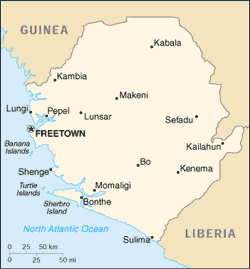 GUINEA
Kabala
Kambia
Makeni
Lungi
Pepel
Lunsar
Sefadu
FREETOWN
Banana
Islands
Kailahun
Bo
Shenge
Kenema
Turtle
Islands
Momaligi
Sherbro
Island
Bonthe
North Atlantic Ocean
Sulima
LIBERIA
0 25 50 km
0 25 50 mi